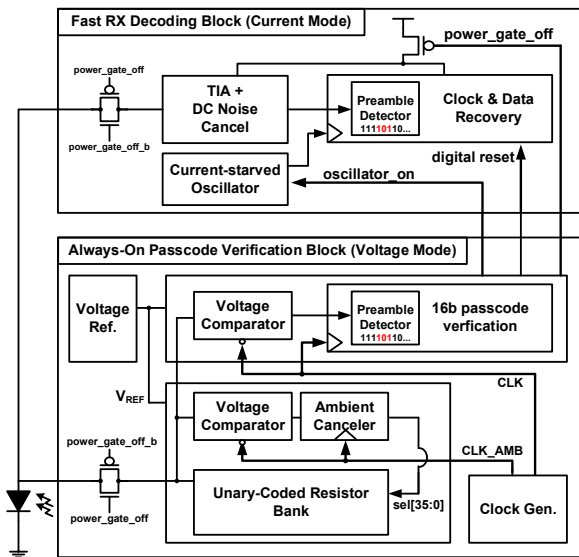 Fast RX Decoding Block (Current Mode)
power_gate_off
power_gate_off
TIA +
DC Noise
Cancel
Preamble
Detector
11110110...
Clock & Data
Recovery
power_gate_off_b
digital reset
Current-starved
Oscillator
oscillator_on
Always-On Passcode Verification Block (Voltage Mode)
Voltage
Ref.
Voltage
Comparator
Preamble
Detector
11110110...
16b passcode
verfication
CLK
VREF
Voltage
Comparator
Ambient
Canceler
power_gate_off_b
CLK_AMB
Unary-Coded Resistor
Bank
sel[35:0]
Clock Gen.
power_gate_off